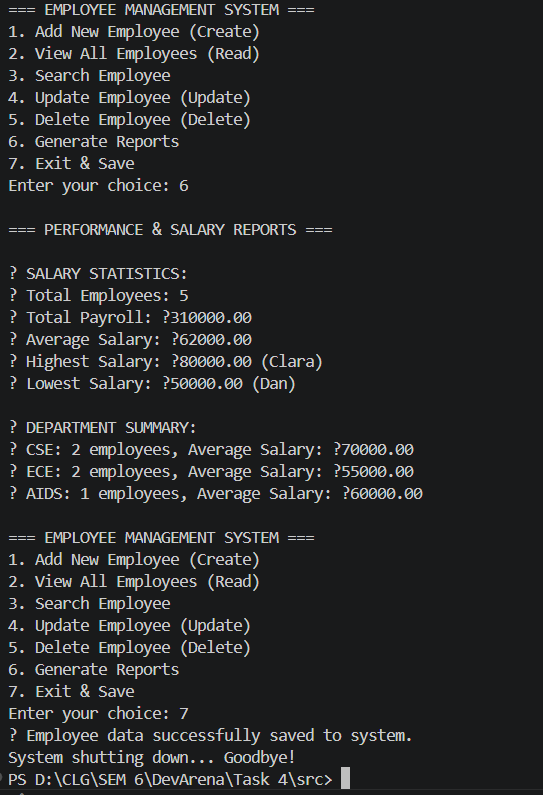 === EMPLOYEE MANAGEMENT SYSTEM ===
1. Add New Employee (Create)
2. View All Employees (Read)
3. Search Employee
4. Update Employee (Update)
5. Delete Employee (Delete)
6. Generate Reports
7. Exit & Save
Enter your choice: 6

=== PERFORMANCE & SALARY REPORTS ===

? SALARY STATISTICS:
? Total Employees: 5
? Total Payroll: ?310000.00
? Average Salary: ?62000.00
? Highest Salary: ?80000.00 (Clara)
? Lowest Salary: ?50000.00 (Dan)

? DEPARTMENT SUMMARY:
? CSE: 2 employees, Average Salary: ?70000.00
? ECE: 2 employees, Average Salary: ?55000.00
? AIDS: 1 employees, Average Salary: ?60000.00

=== EMPLOYEE MANAGEMENT SYSTEM ===
1. Add New Employee (Create)
2. View All Employees (Read)
3. Search Employee
4. Update Employee (Update)
5. Delete Employee (Delete)
6. Generate Reports
7. Exit & Save
Enter your choice: 7
? Employee data successfully saved to system.
System shutting down... Goodbye!
PS D:\CLG\SEM 6\DevArena\Task 4\src>